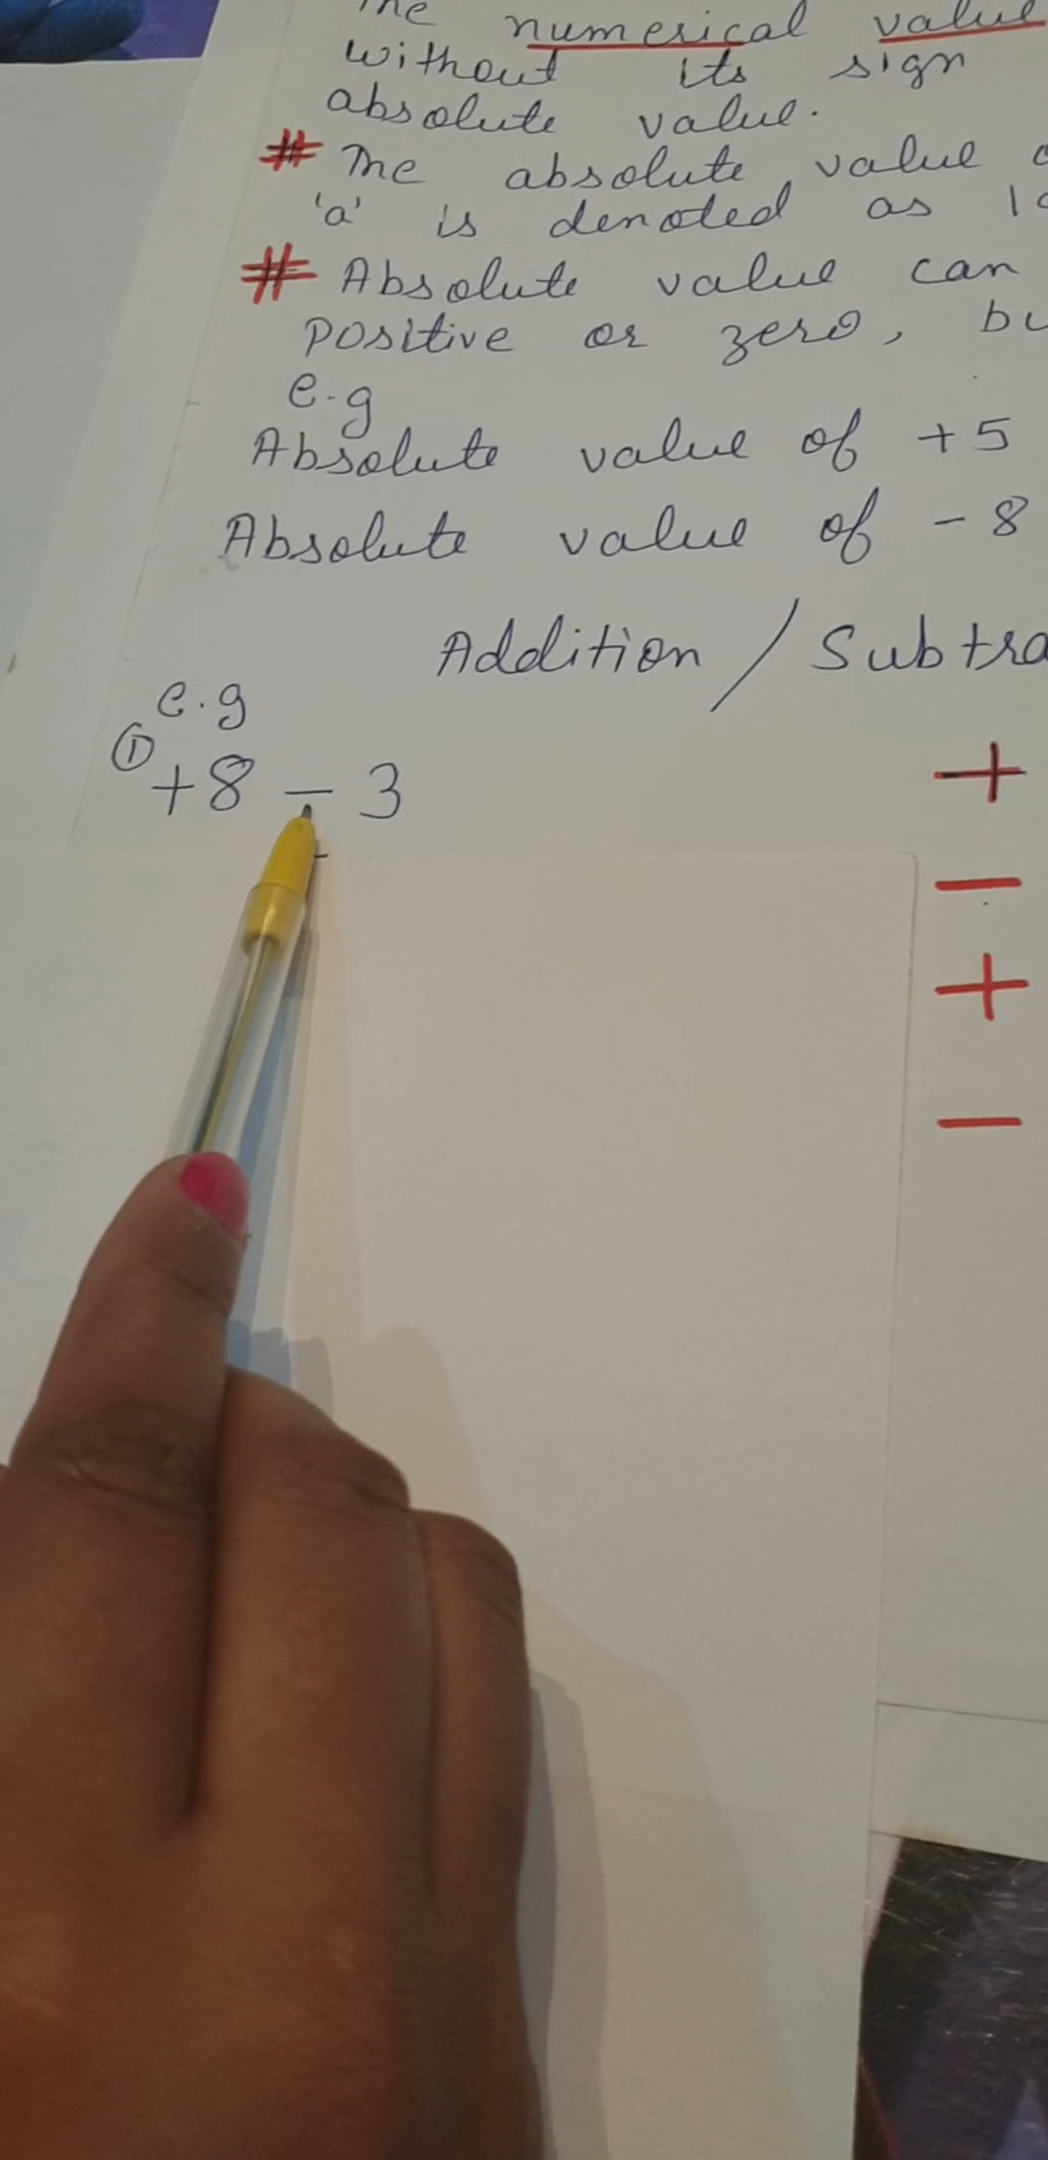 The numerical value
without its sign
absolute value.
# The absolute value
'a' is denoted as
# Absolute value can
positive or zero,
e.g
Absolute value of +5
Absolute value of -8
Addition / Subtra
e.g
① +8 - 3
+
-
+
-